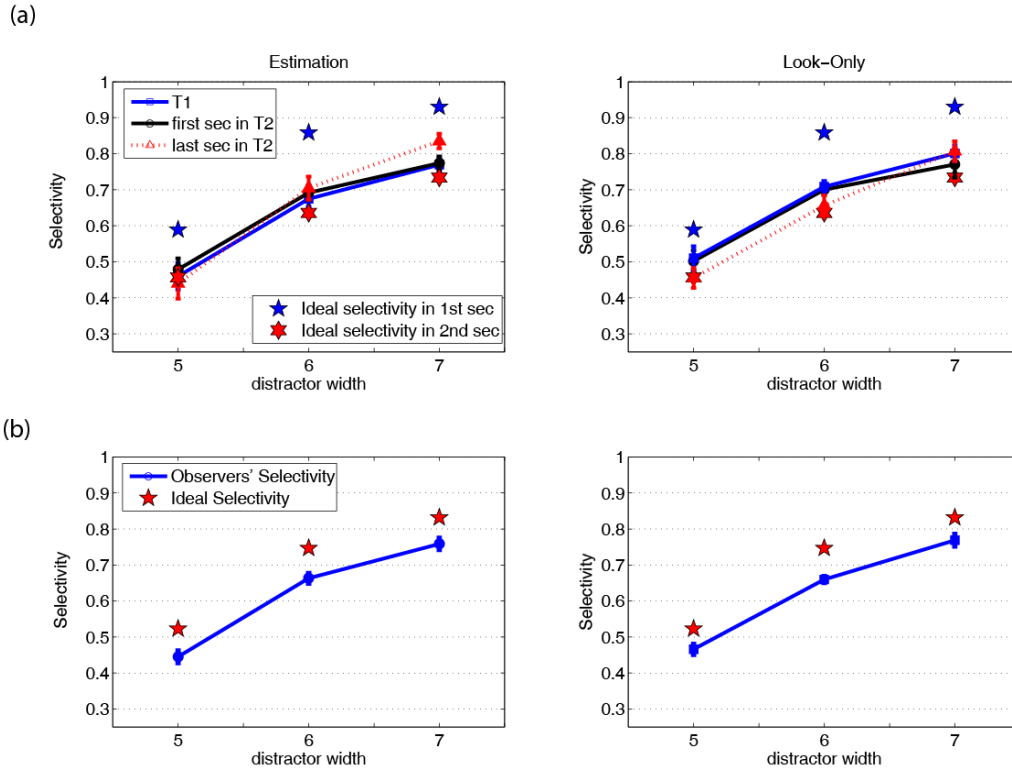 (a)
Estimation
Selectivity
1
0.9
0.8
0.7
0.6
0.5
0.4
0.3
T1
first sec in T2
last sec in T2
Ideal selectivity in 1st sec
Ideal selectivity in 2nd sec
5 6 7
distractor width
Look-Only
Selectivity
1
0.9
0.8
0.7
0.6
0.5
0.4
0.3
5 6 7
distractor width
(b)
Selectivity
1
0.9
0.8
0.7
0.6
0.5
0.4
0.3
Observers' Selectivity
Ideal Selectivity
5 6 7
distractor width
Selectivity
1
0.9
0.8
0.7
0.6
0.5
0.4
0.3
5 6 7
distractor width